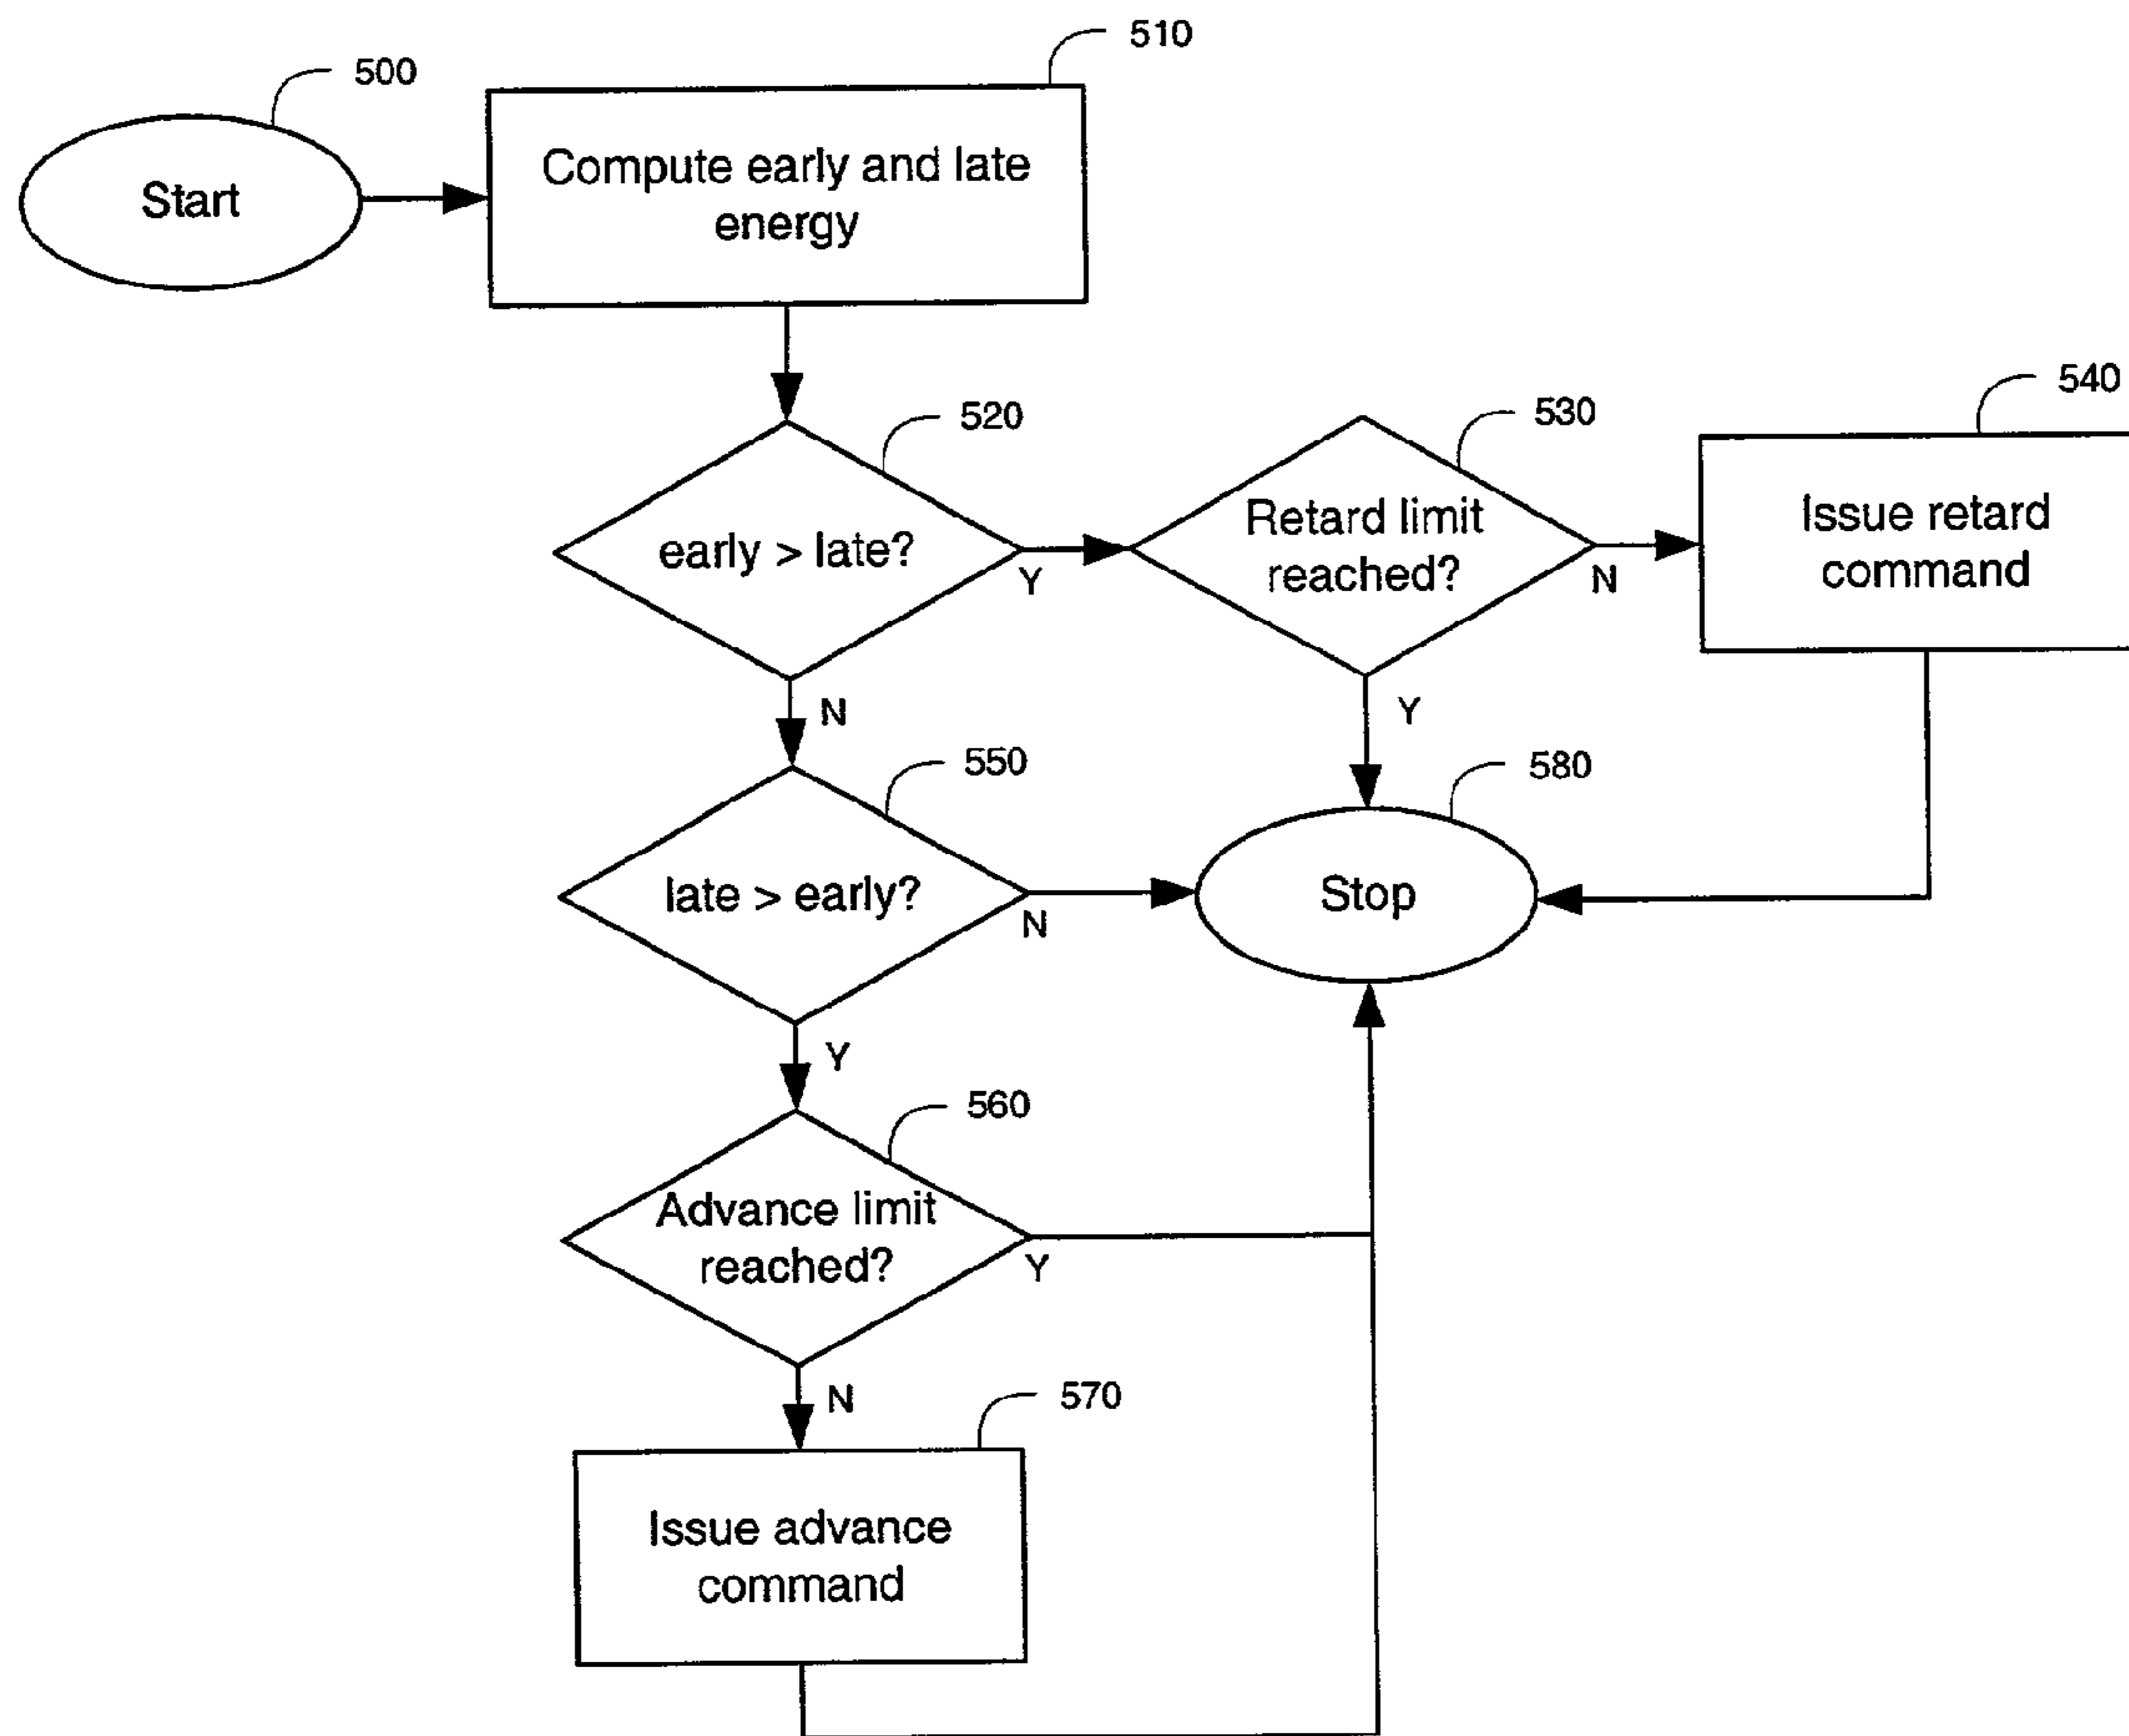 510
500
Compute early and late
energy
Start
540
520
530
early > late?
Y
Retard limit
reached?
N
Issue retard
command
N
Y
550
580
late > early?
N
Stop
Y
560
Advance limit
reached?
Y
N
570
Issue advance
command